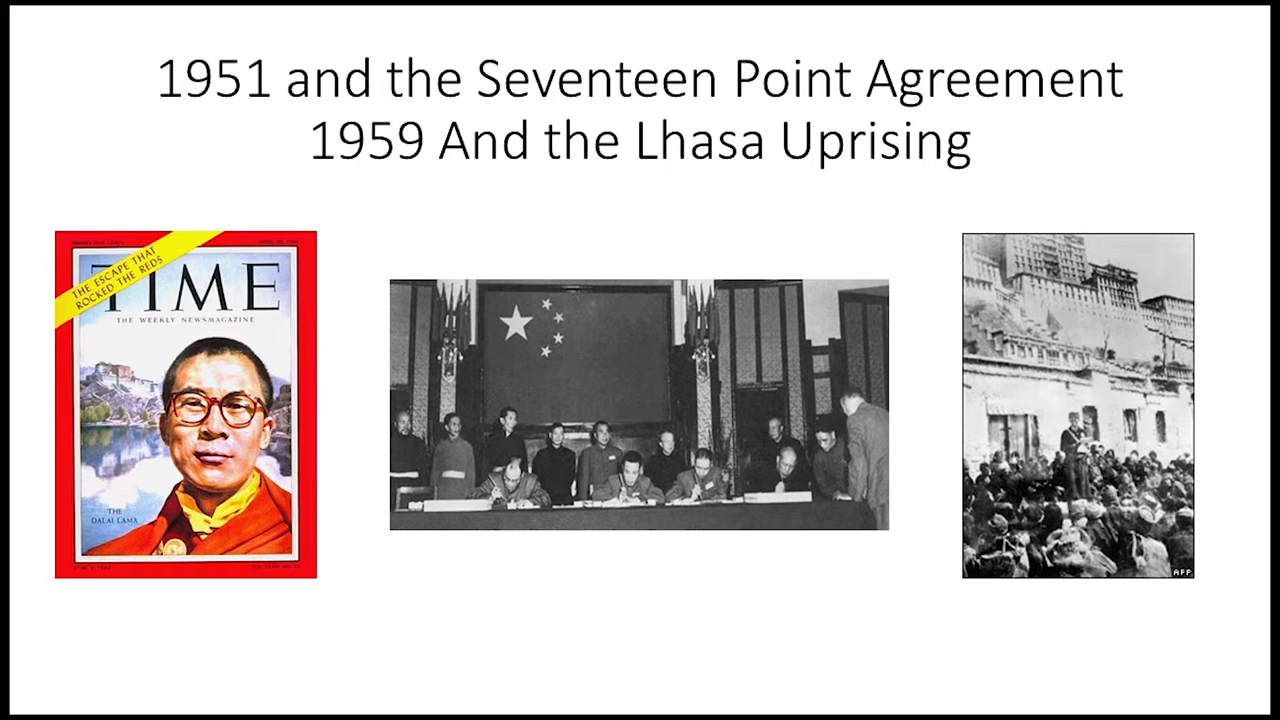 1951 and the Seventeen Point Agreement
1959 And the Lhasa Uprising
THE ESCAPE THAT
ROCKED THE REDS
TIME
THE WEEKLY NEWSMAGAZINE
THE
DALAI LAMA
AFP